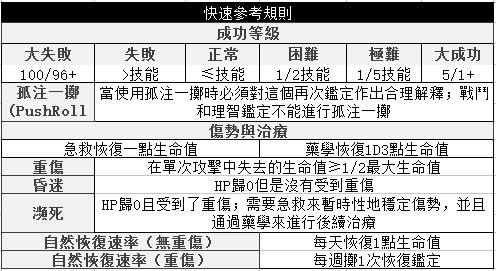 快速參考規則
成功等級
大失敗 失敗 正常 困難 極難 大成功
100/96+ >技能 ≤技能 1/2技能 1/5技能 5/1+
孤注一擲
(PushRoll
當使用孤注一擲時必須對這個再次鑑定作出合理解釋；戰鬥
和理智鑑定不能進行孤注一擲
傷勢與治療
急救恢復一點生命值 藥學恢復1D3點生命值
重傷 在單次攻擊中失去的生命值≥1/2最大生命值
昏迷 HP歸0但是沒有受到重傷
瀕死
HP歸0且受到了重傷；需要急救來暫時性地穩定傷勢，並且
通過藥學來進行後續治療
自然恢復速率（無重傷） 每天恢復1點生命值
自然恢復速率（重傷） 每週擲1次恢復鑑定